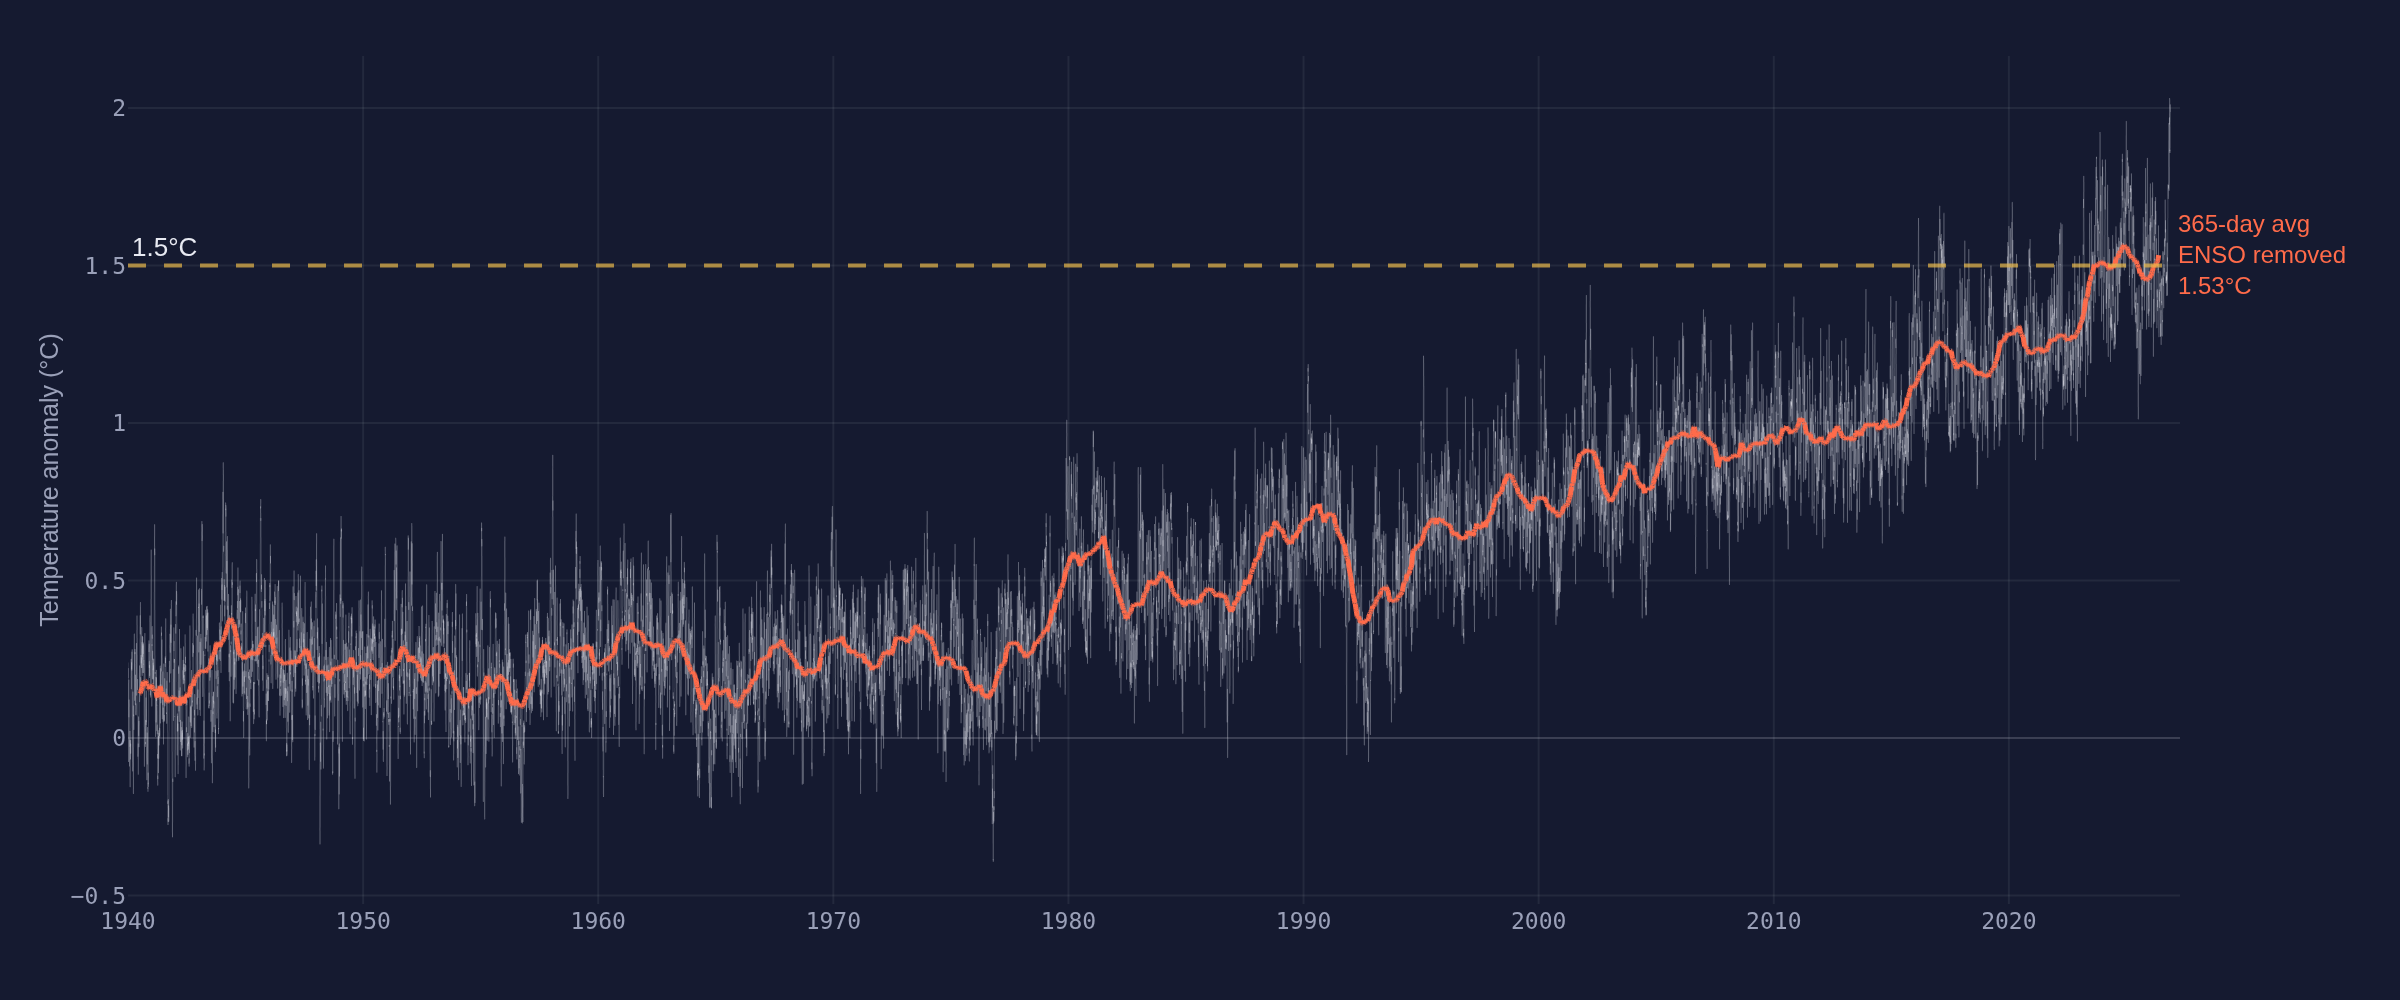 2
1.5°C
1.5
365-day avg
ENSO removed
1.53°C
1
Temperature anomaly (°C)
0.5
0
−0.5
1940 1950 1960 1970 1980 1990 2000 2010 2020